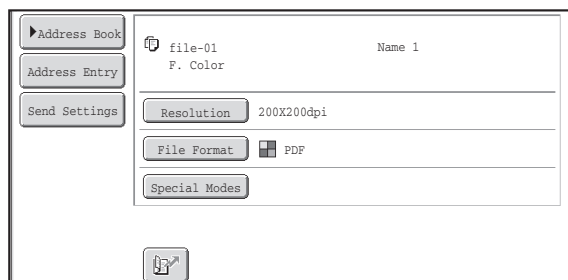 Address Book
Address Entry
Send Settings
file-01 Name 1
F. Color
Resolution 200X200dpi
File Format PDF
Special Modes